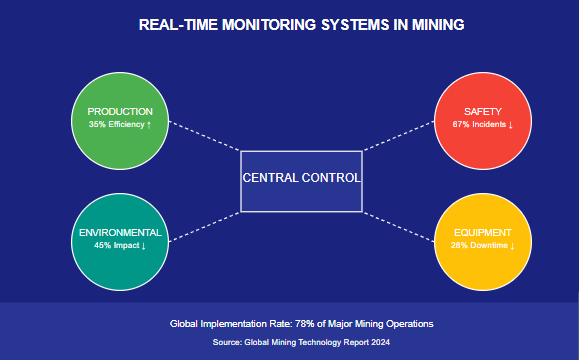 REAL-TIME MONITORING SYSTEMS IN MINING
PRODUCTION
35% Efficiency ↑
SAFETY
67% Incidents ↓
CENTRAL CONTROL
ENVIRONMENTAL
45% Impact ↓
EQUIPMENT
28% Downtime ↓
Global Implementation Rate: 78% of Major Mining Operations
Source: Global Mining Technology Report 2024